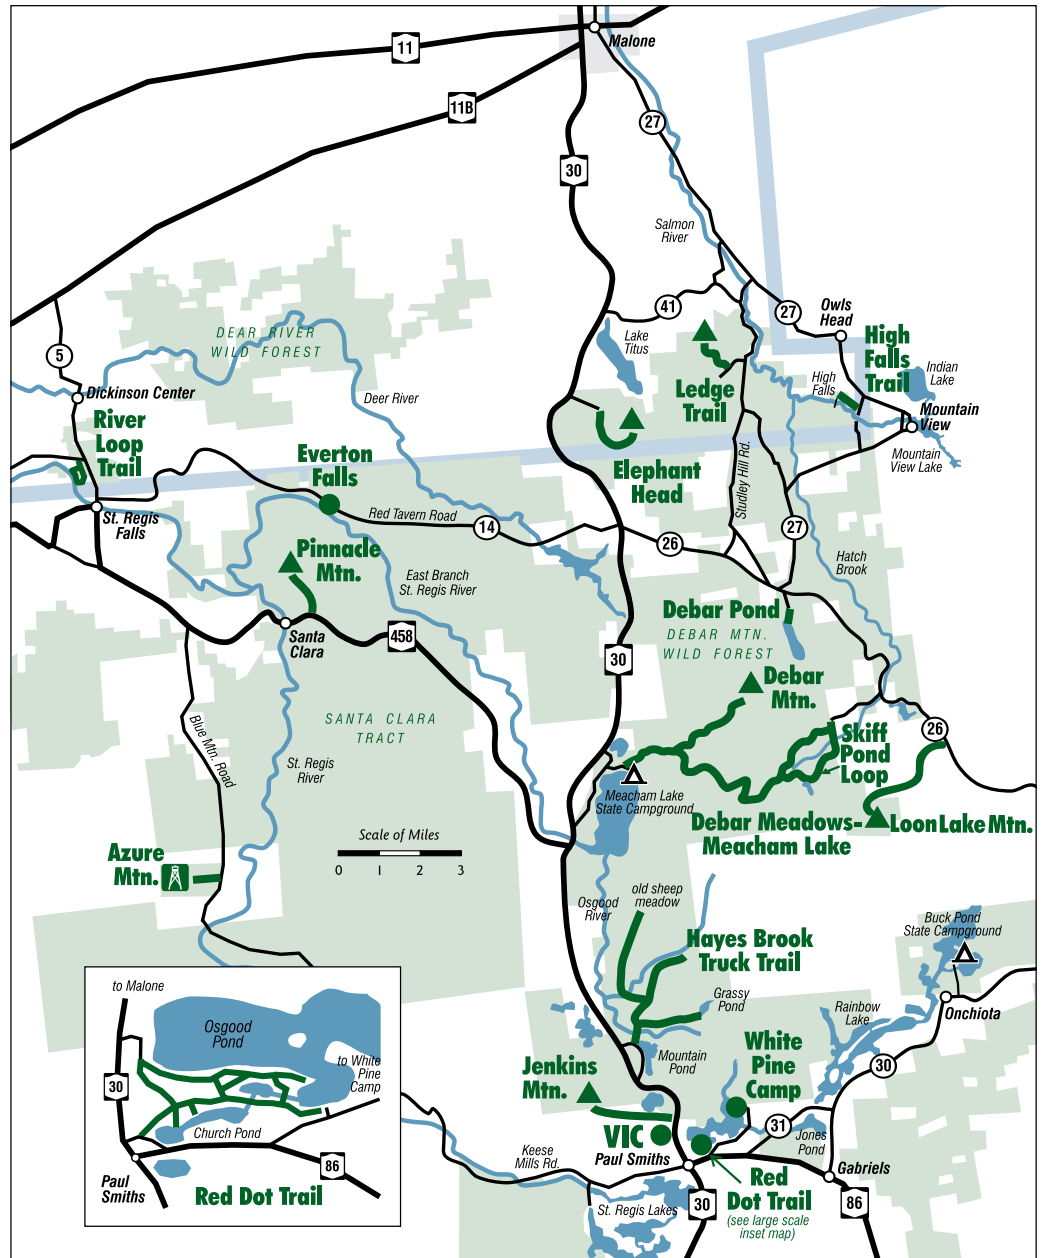 Malone
11
11B
27
30
Salmon
River
41
27
Owls
Head
DEAR RIVER
WILD FOREST
Lake
Titus
High
Falls
Trail
5
Indian
Lake
High
Falls
Dickinson Center
Deer River
Ledge
Trail
Mountain
View
River
Loop
Trail
Everton
Falls
Elephant
Head
Studley Hill Rd.
Mountain
View Lake
St. Regis
Falls
Red Tavern Road
14
26
27
Pinnacle
Mtn.
East Branch
St. Regis River
Hatch
Brook
Debar Pond
DEBAR MTN.
WILD FOREST
Santa
Clara
458
30
Debar
Mtn.
SANTA CLARA
TRACT
Blue Mtn. Road
St. Regis
River
Skiff
Pond
Loop
26
Meacham Lake
State Campground
Debar Meadows-
Meacham Lake
Loon Lake Mtn.
Scale of Miles
0 1 2 3
Azure
Mtn.
old sheep
meadow
Osgood
River
Buck Pond
State Campground
Hayes Brook
Truck Trail
Grassy
Pond
Rainbow
Lake
Onchiota
to Malone
Osgood
Pond
to White
Pine
Camp
30
Church Pond
86
Paul
Smiths
Red Dot Trail
White
Pine
Camp
Mountain
Pond
Jenkins
Mtn.
30
31
VIC
Jones
Pond
Paul Smiths
Keese
Mills Rd.
Gabriels
Red
Dot Trail
(see large scale
inset map)
St. Regis Lakes
30
86